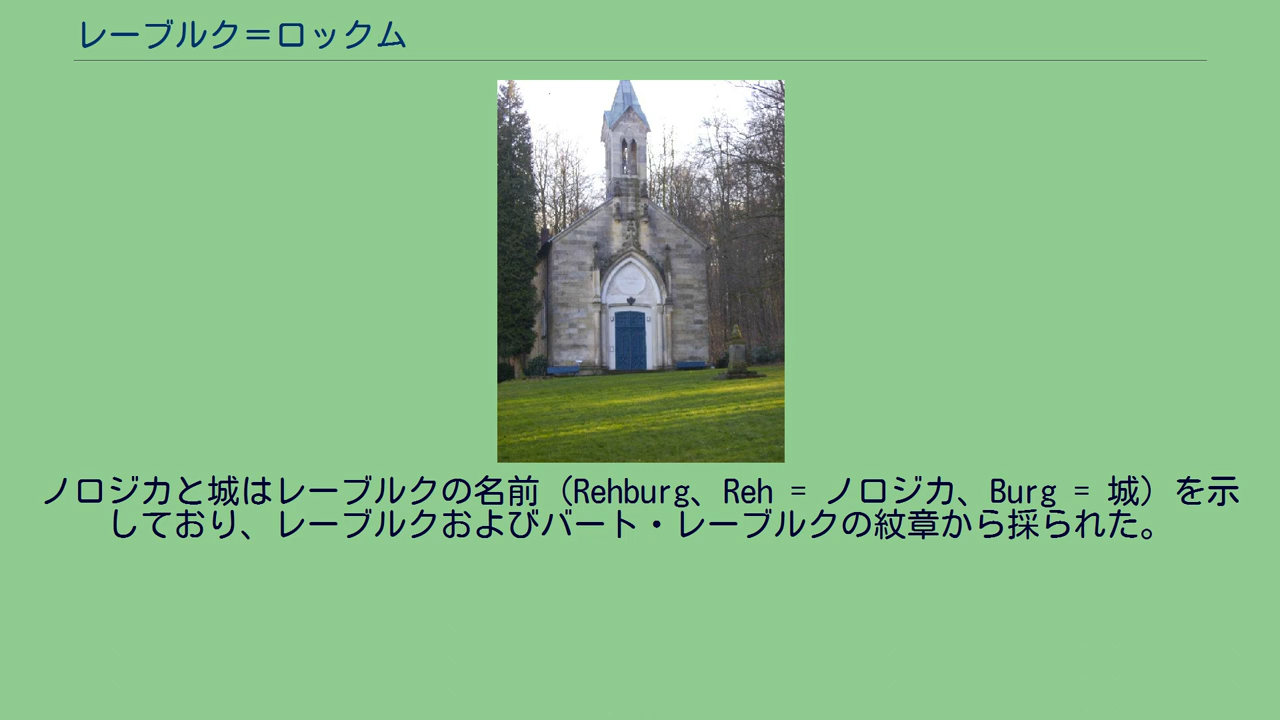 レーブルク＝ロックム
ノロジカと城はレーブルクの名前（Rehburg、Reh = ノロジカ、Burg = 城）を示
しており、レーブルクおよびバート・レーブルクの紋章から採られた。